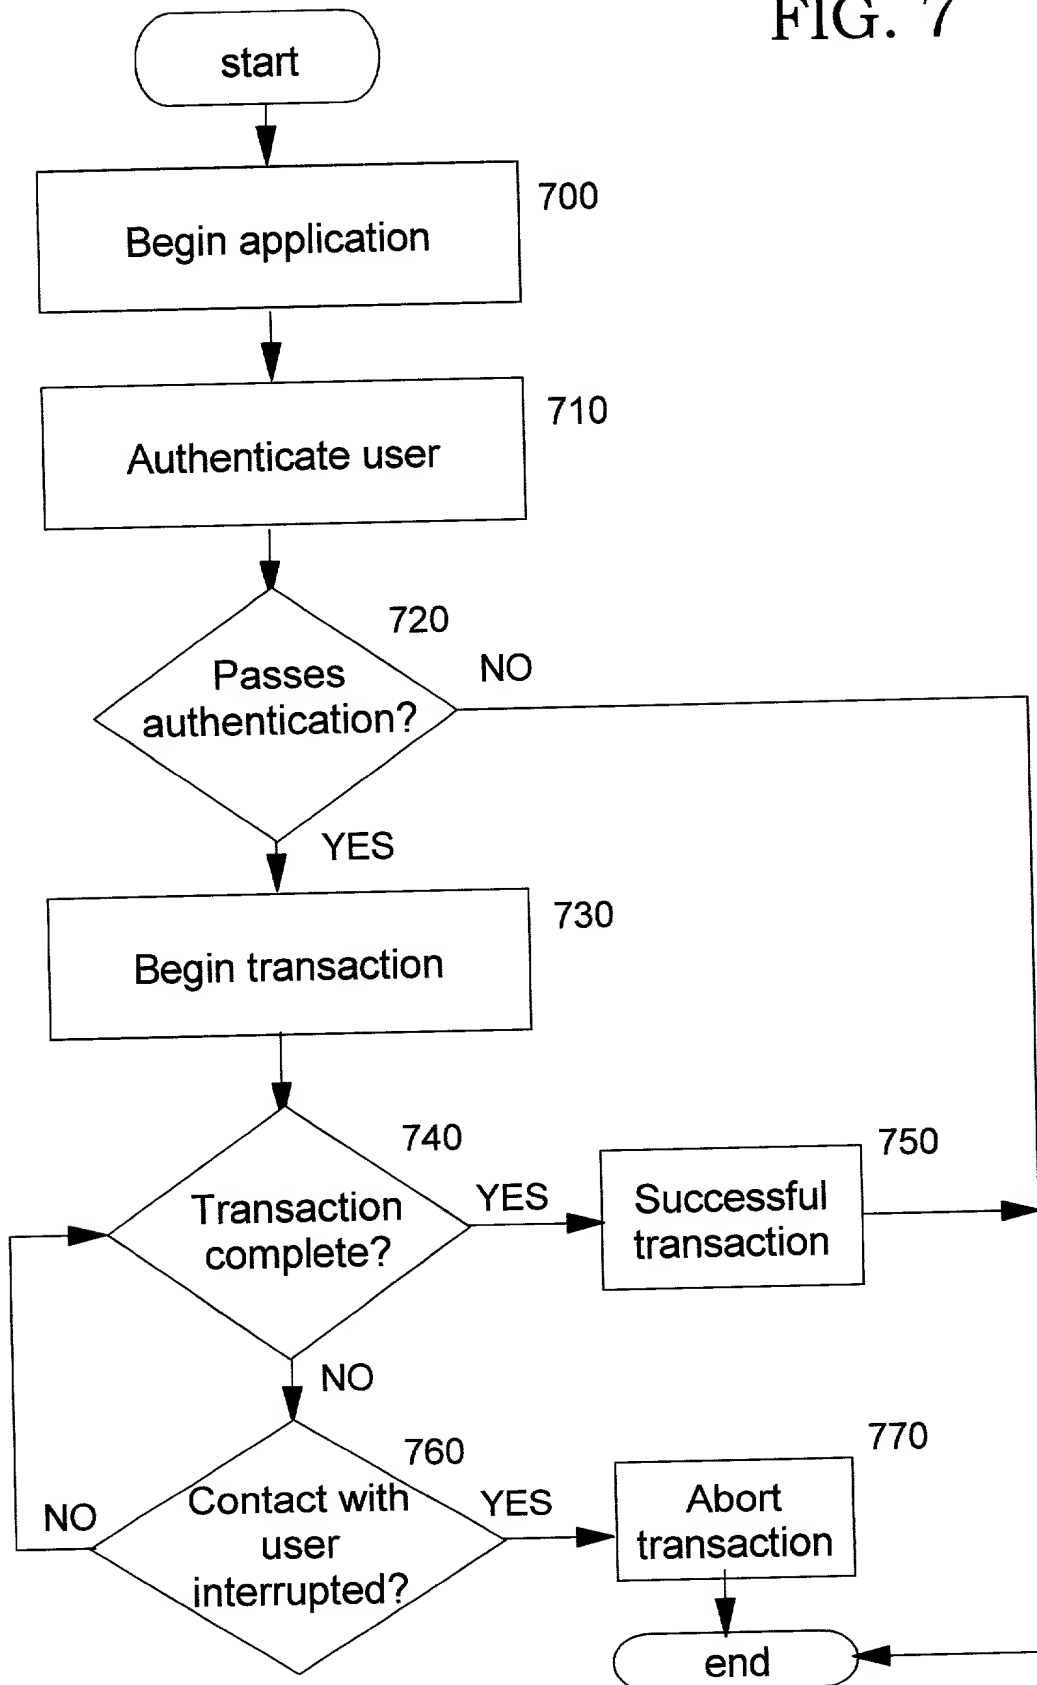 FIG. 7
start
700
Begin application
710
Authenticate user
720
Passes
authentication?
NO
YES
730
Begin transaction
740
Transaction
complete?
YES
750
Successful
transaction
NO
760
Contact with
user
interrupted?
NO
YES
770
Abort
transaction
end